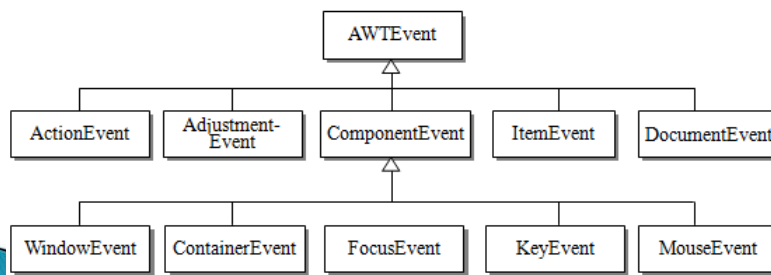 AWTEvent
ActionEvent
Adjustment-
Event
ComponentEvent
ItemEvent
DocumentEvent
WindowEvent
ContainerEvent
FocusEvent
KeyEvent
MouseEvent